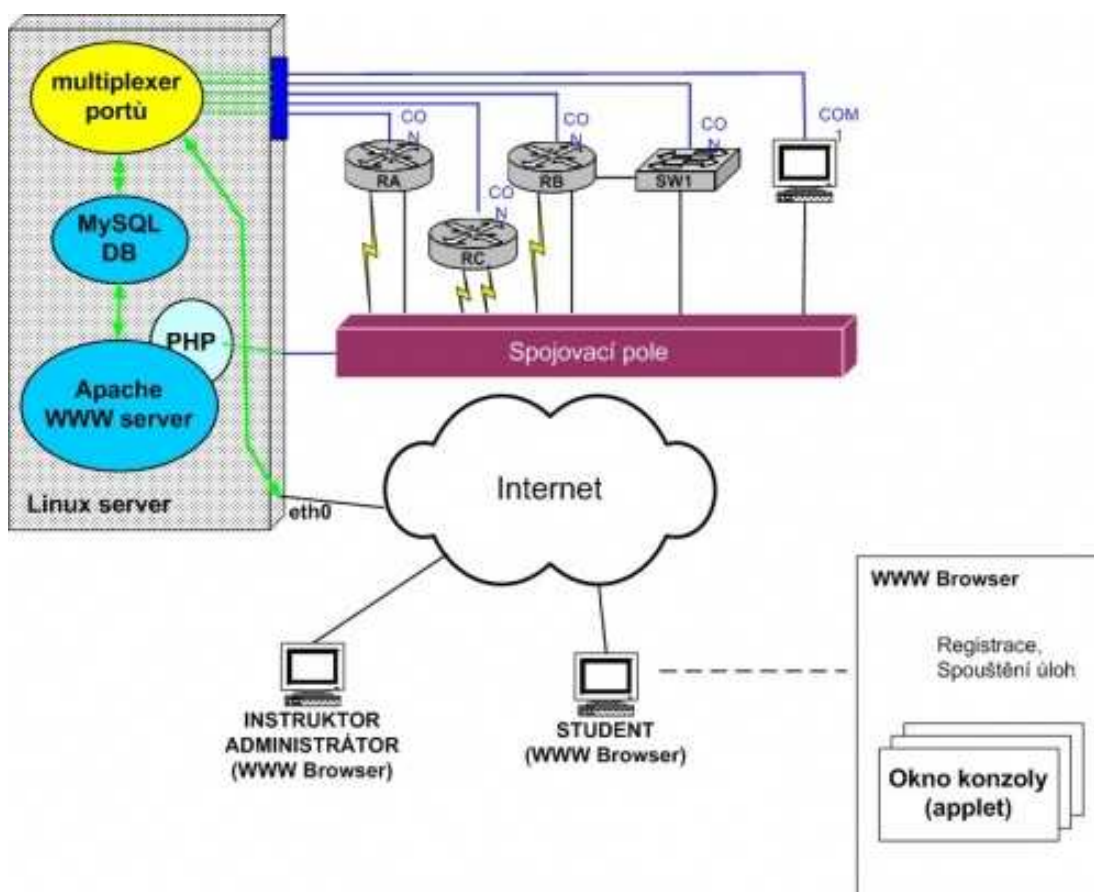 multiplexer
portù
MySQL
DB
PHP
Apache
WWW server
Linux server
eth0
CO
N
RA
CO
N
RC
CO
N
RB
CO
N
SW1
COM
1
Spojovací pole
Internet
INSTRUKTOR
ADMINISTRÁTOR
(WWW Browser)
STUDENT
(WWW Browser)
WWW Browser
Registrace,
Spouštění úloh
Okno konzoly
(applet)